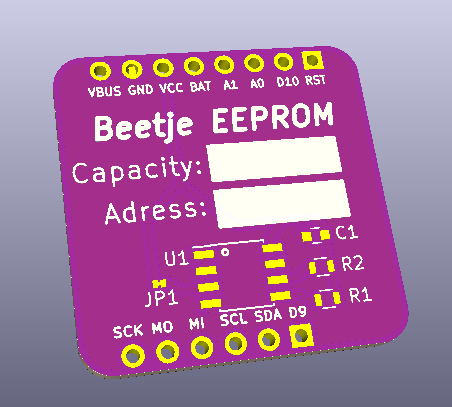 VBUS GND VCC BAT A1 A0 D10 RST
Beetje EEPROM
Capacity:
Adress:
U1 C1
R2
JP1 R1
SCK MO MI SCL SDA D9